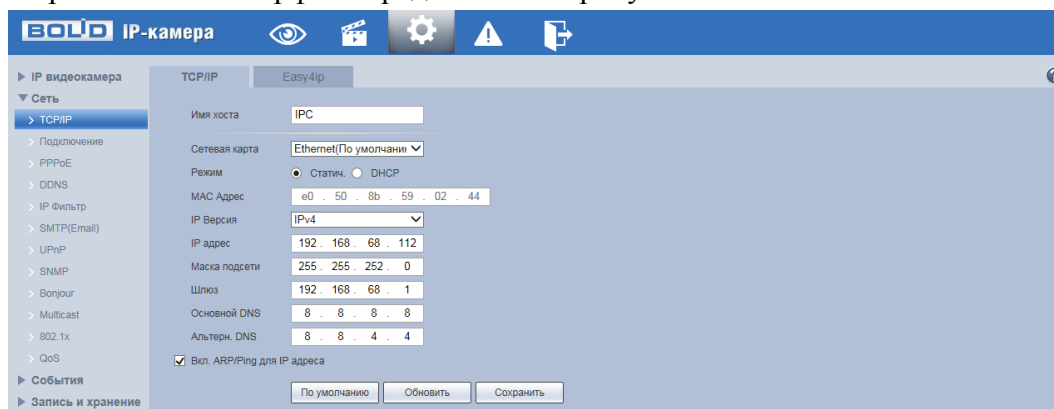 BOLID IP-камера
IP видеокамера
Сеть
TCP/IP
Подключение
PPPoE
DDNS
IP Фильтр
SMTP(Email)
UPnP
SNMP
Bonjour
Multicast
802.1x
QoS
События
Запись и хранение
TCP/IP Easy4ip
Имя хоста IPC
Сетевая карта Ethernet(По умолчани
Режим Статич. DHCP
MAC Адрес e0 . 50 . 8b . 59 . 02 . 44
IP Версия IPv4
IP адрес 192 . 168 . 68 . 112
Маска подсети 255 . 255 . 252 . 0
Шлюз 192 . 168 . 68 . 1
Основной DNS 8 . 8 . 8 . 8
Альтерн. DNS 8 . 8 . 4 . 4
Вкл. ARP/Ping для IP адреса
По умолчанию Обновить Сохранить